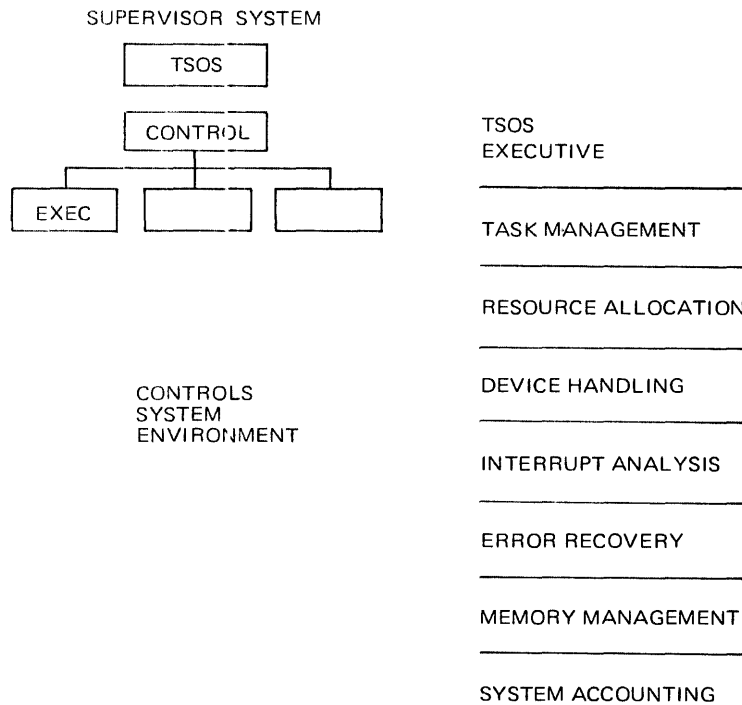 SUPERVISOR SYSTEM
TSOS
CONTROL
EXEC
CONTROLS
SYSTEM
ENVIRONMENT
TSOS
EXECUTIVE
TASK MANAGEMENT
RESOURCE ALLOCATION
DEVICE HANDLING
INTERRUPT ANALYSIS
ERROR RECOVERY
MEMORY MANAGEMENT
SYSTEM ACCOUNTING